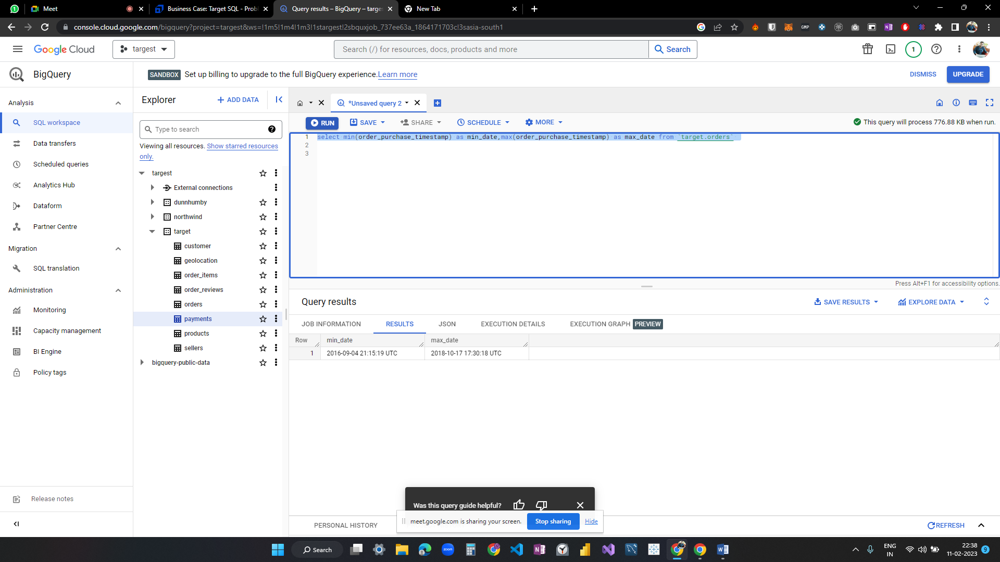 Meet
Business Case: Target SQL - Prob
Query results – BigQuery – targes
New Tab
console.cloud.google.com/bigquery?project=targest&ws=!1m5!1m4!1m3!1stargest!2sbquxjob_737ee63a_1864171703c!3sasia-south1
Google Cloud
targest
Search (/) for resources, docs, products and more
Search
1
BigQuery
SANDBOX Set up billing to upgrade to the full BigQuery experience. Learn more
DISMISS
UPGRADE
Analysis
SQL workspace
Data transfers
Scheduled queries
Analytics Hub
Dataform
Partner Centre
Migration
SQL translation
Administration
Monitoring
Capacity management
BI Engine
Policy tags
Release notes
Explorer
ADD DATA
Type to search
Viewing all resources. Show starred resources
only.
targest
External connections
dunnhumby
northwind
target
customer
geolocation
order_items
order_reviews
orders
payments
products
sellers
bigquery-public-data
*Unsaved query 2
RUN
SAVE
SHARE
SCHEDULE
MORE
This query will process 776.88 KB when run.
1 select min(order_purchase_timestamp) as min_date,max(order_purchase_timestamp) as max_date from `target.orders`
2
3
Press Alt+F1 for accessibility options.
Query results
SAVE RESULTS
EXPLORE DATA
JOB INFORMATION
RESULTS
JSON
EXECUTION DETAILS
EXECUTION GRAPH PREVIEW
Row min_date max_date
1 2016-09-04 21:15:19 UTC 2018-10-17 17:30:18 UTC
Was this query guide helpful?
meet.google.com is sharing your screen.
Stop sharing
Hide
PERSONAL HISTORY
REFRESH
Search
zoom
ENG
IN
22:38
11-02-2023
9